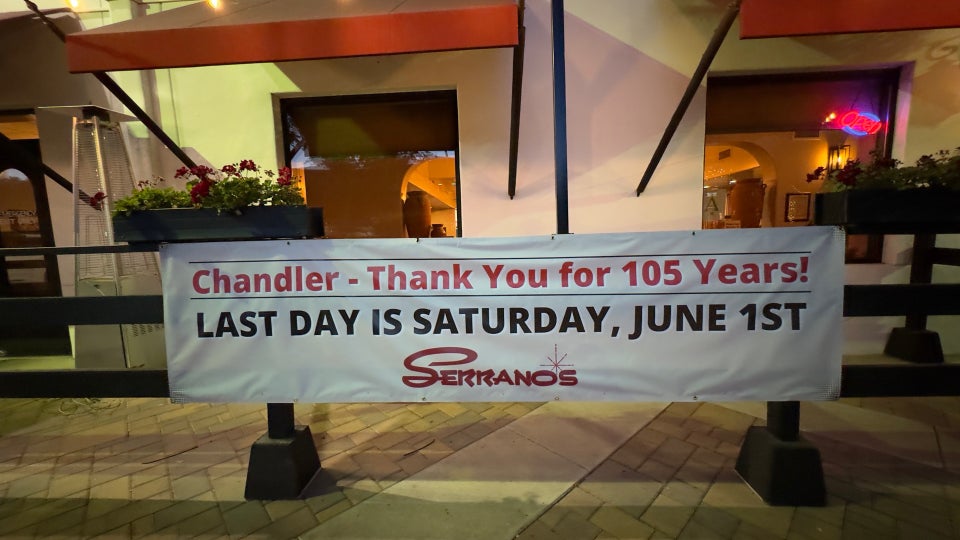 Chandler - Thank You for 105 Years!
LAST DAY IS SATURDAY, JUNE 1ST
SERRANO'S